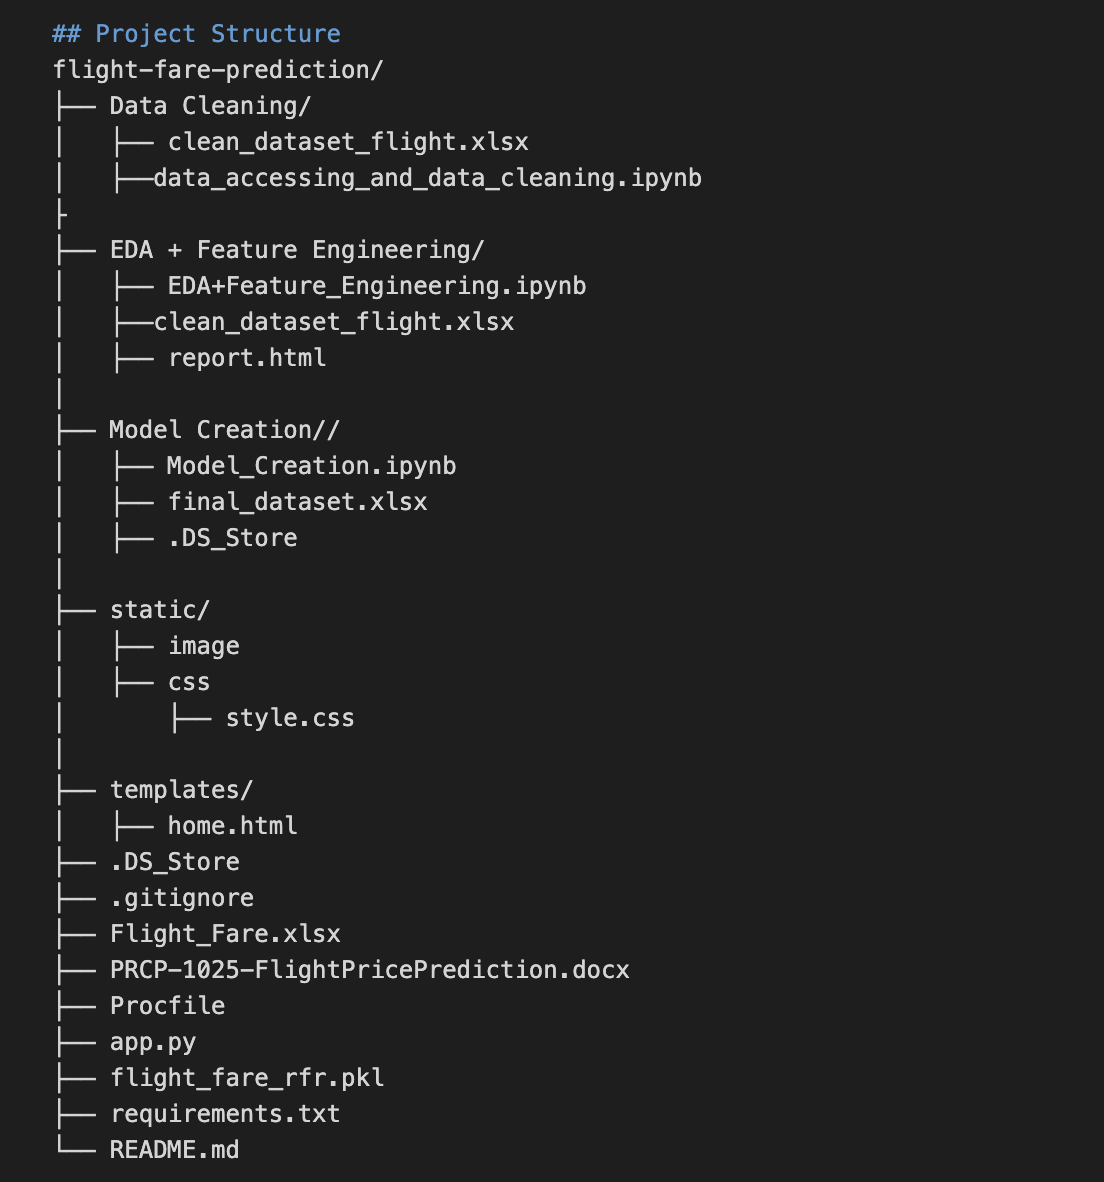 ## Project Structure
flight-fare-prediction/
├── Data Cleaning/
│   ├── clean_dataset_flight.xlsx
│   ├──data_accessing_and_data_cleaning.ipynb
├
├── EDA + Feature Engineering/
│   ├── EDA+Feature_Engineering.ipynb
│   ├──clean_dataset_flight.xlsx
│   ├── report.html
│
├── Model Creation//
│   ├── Model_Creation.ipynb
│   ├── final_dataset.xlsx
│   ├── .DS_Store
│
├── static/
│   ├── image
│   ├── css
│       ├── style.css
│
├── templates/
│   ├── home.html
├── .DS_Store
├── .gitignore
├── Flight_Fare.xlsx
├── PRCP-1025-FlightPricePrediction.docx
├── Procfile
├── app.py
├── flight_fare_rfr.pkl
├── requirements.txt
└── README.md